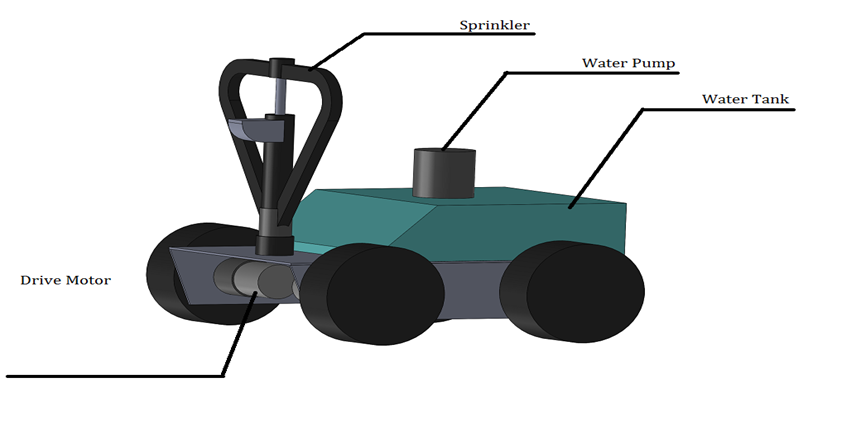 Sprinkler
Water Pump
Water Tank
Drive Motor